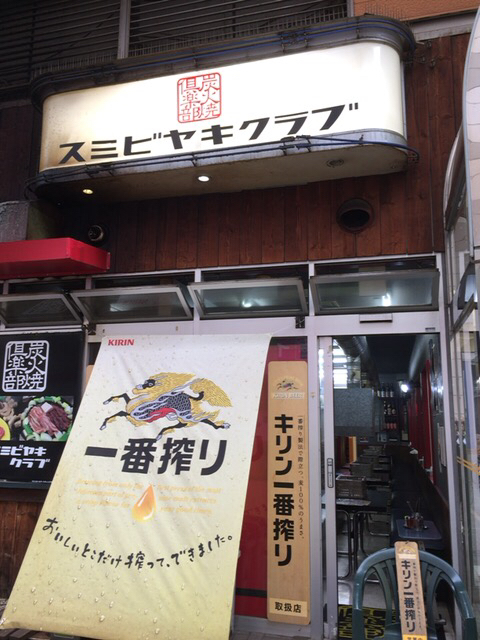 炭火焼
倶楽部
スミビヤキクラブ
炭火焼
倶楽部
スミビヤキ
クラブ
KIRIN
一番搾り
おいしいとこだけ搾って、できました。
キリン一番搾り
取扱店
キリン一番搾り